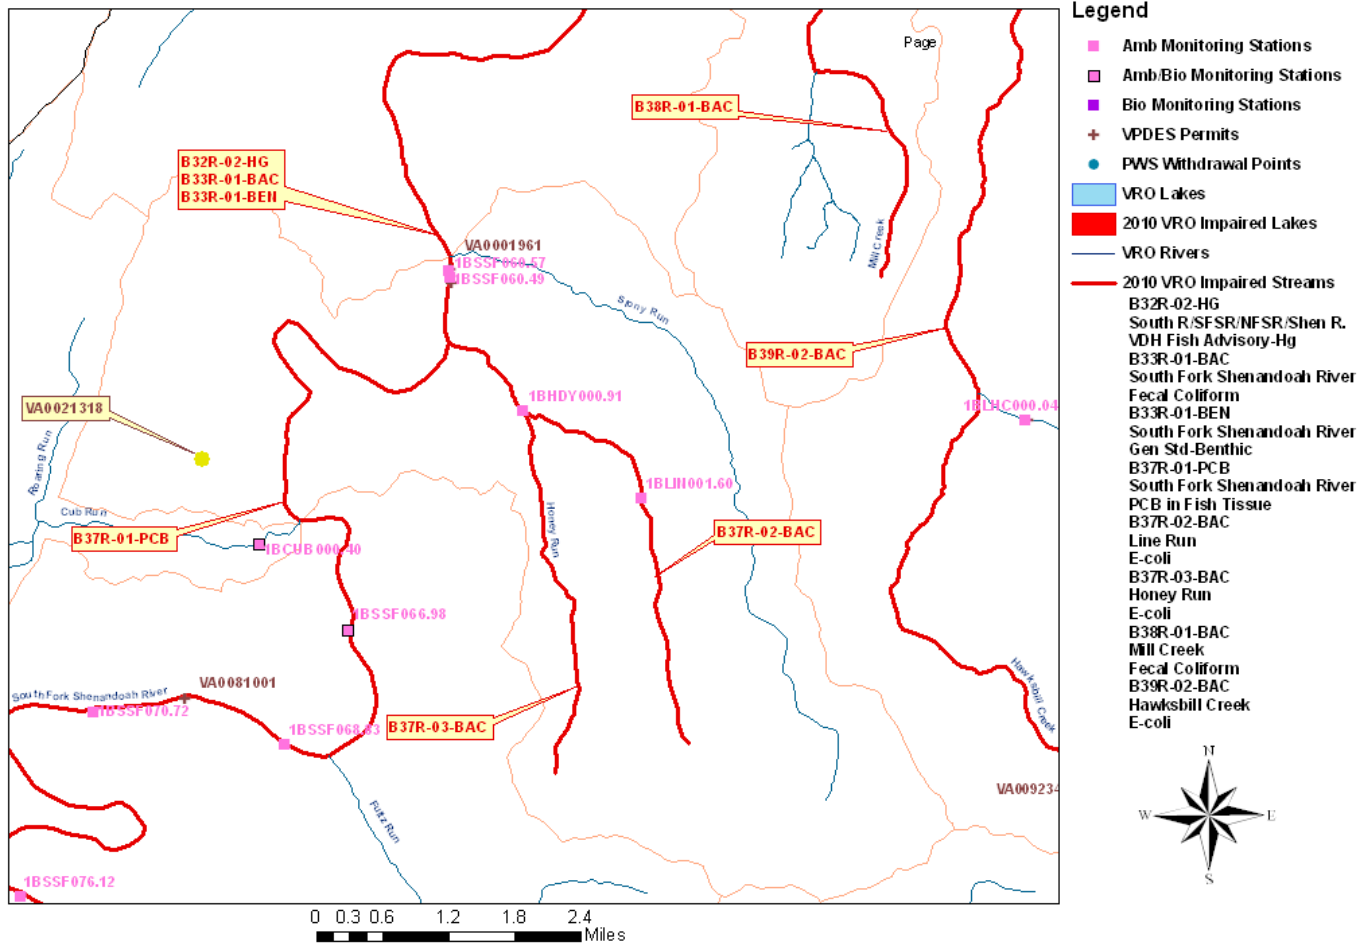 Page
B38R-01-BAC
B32R-02-HG
B33R-01-BAC
B33R-01-BEN
VA0001961
1BSSF060.57
1BSSF060.49
Mill Creek
Stony Run
B39R-02-BAC
VA0021318
1BHDY000.91
1BLHC000.04
Roaring Run
1BLIN001.60
Cub Run
B37R-01-PCB
Honey Run
B37R-02-BAC
1BCUB000.40
1BSSF066.98
Hawksbill Creek
South Fork Shenandoah River
VA0081001
1BSSF070.72
1BSSF068.83
B37R-03-BAC
VA009234
Fultz Run
1BSSF076.12
0 0.3 0.6 1.2 1.8 2.4
Miles
Legend
Amb Monitoring Stations
Amb/Bio Monitoring Stations
Bio Monitoring Stations
VPDES Permits
PWS Withdrawal Points
VRO Lakes
2010 VRO Impaired Lakes
VRO Rivers
2010 VRO Impaired Streams
B32R-02-HG
South R/SFSR/NFSR/Shen R.
VDH Fish Advisory-Hg
B33R-01-BAC
South Fork Shenandoah River
Fecal Coliform
B33R-01-BEN
South Fork Shenandoah River
Gen Std-Benthic
B37R-01-PCB
South Fork Shenandoah River
PCB in Fish Tissue
B37R-02-BAC
Line Run
E-coli
B37R-03-BAC
Honey Run
E-coli
B38R-01-BAC
Mill Creek
Fecal Coliform
B39R-02-BAC
Hawksbill Creek
E-coli
N
W E
S